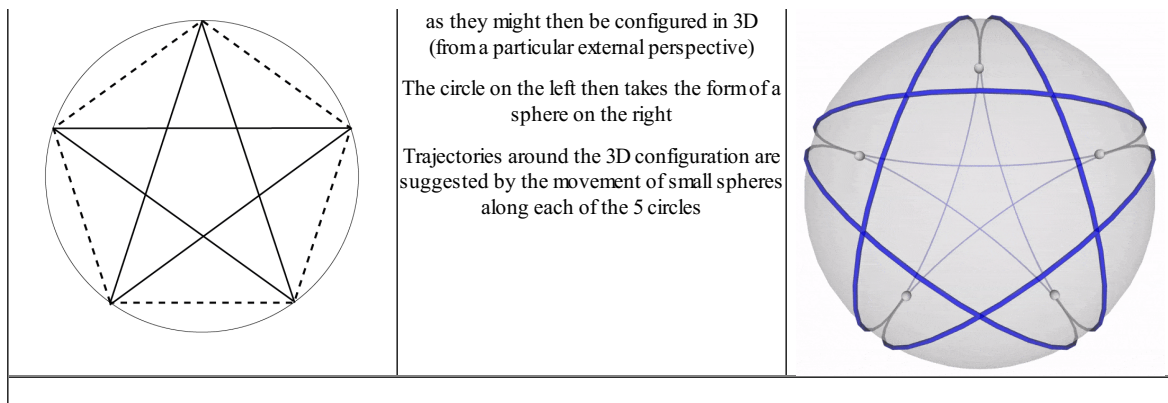 as they might then be configured in 3D
(from a particular external perspective)
The circle on the left then takes the form of a
sphere on the right
Trajectories around the 3D configuration are
suggested by the movement of small spheres
along each of the 5 circles